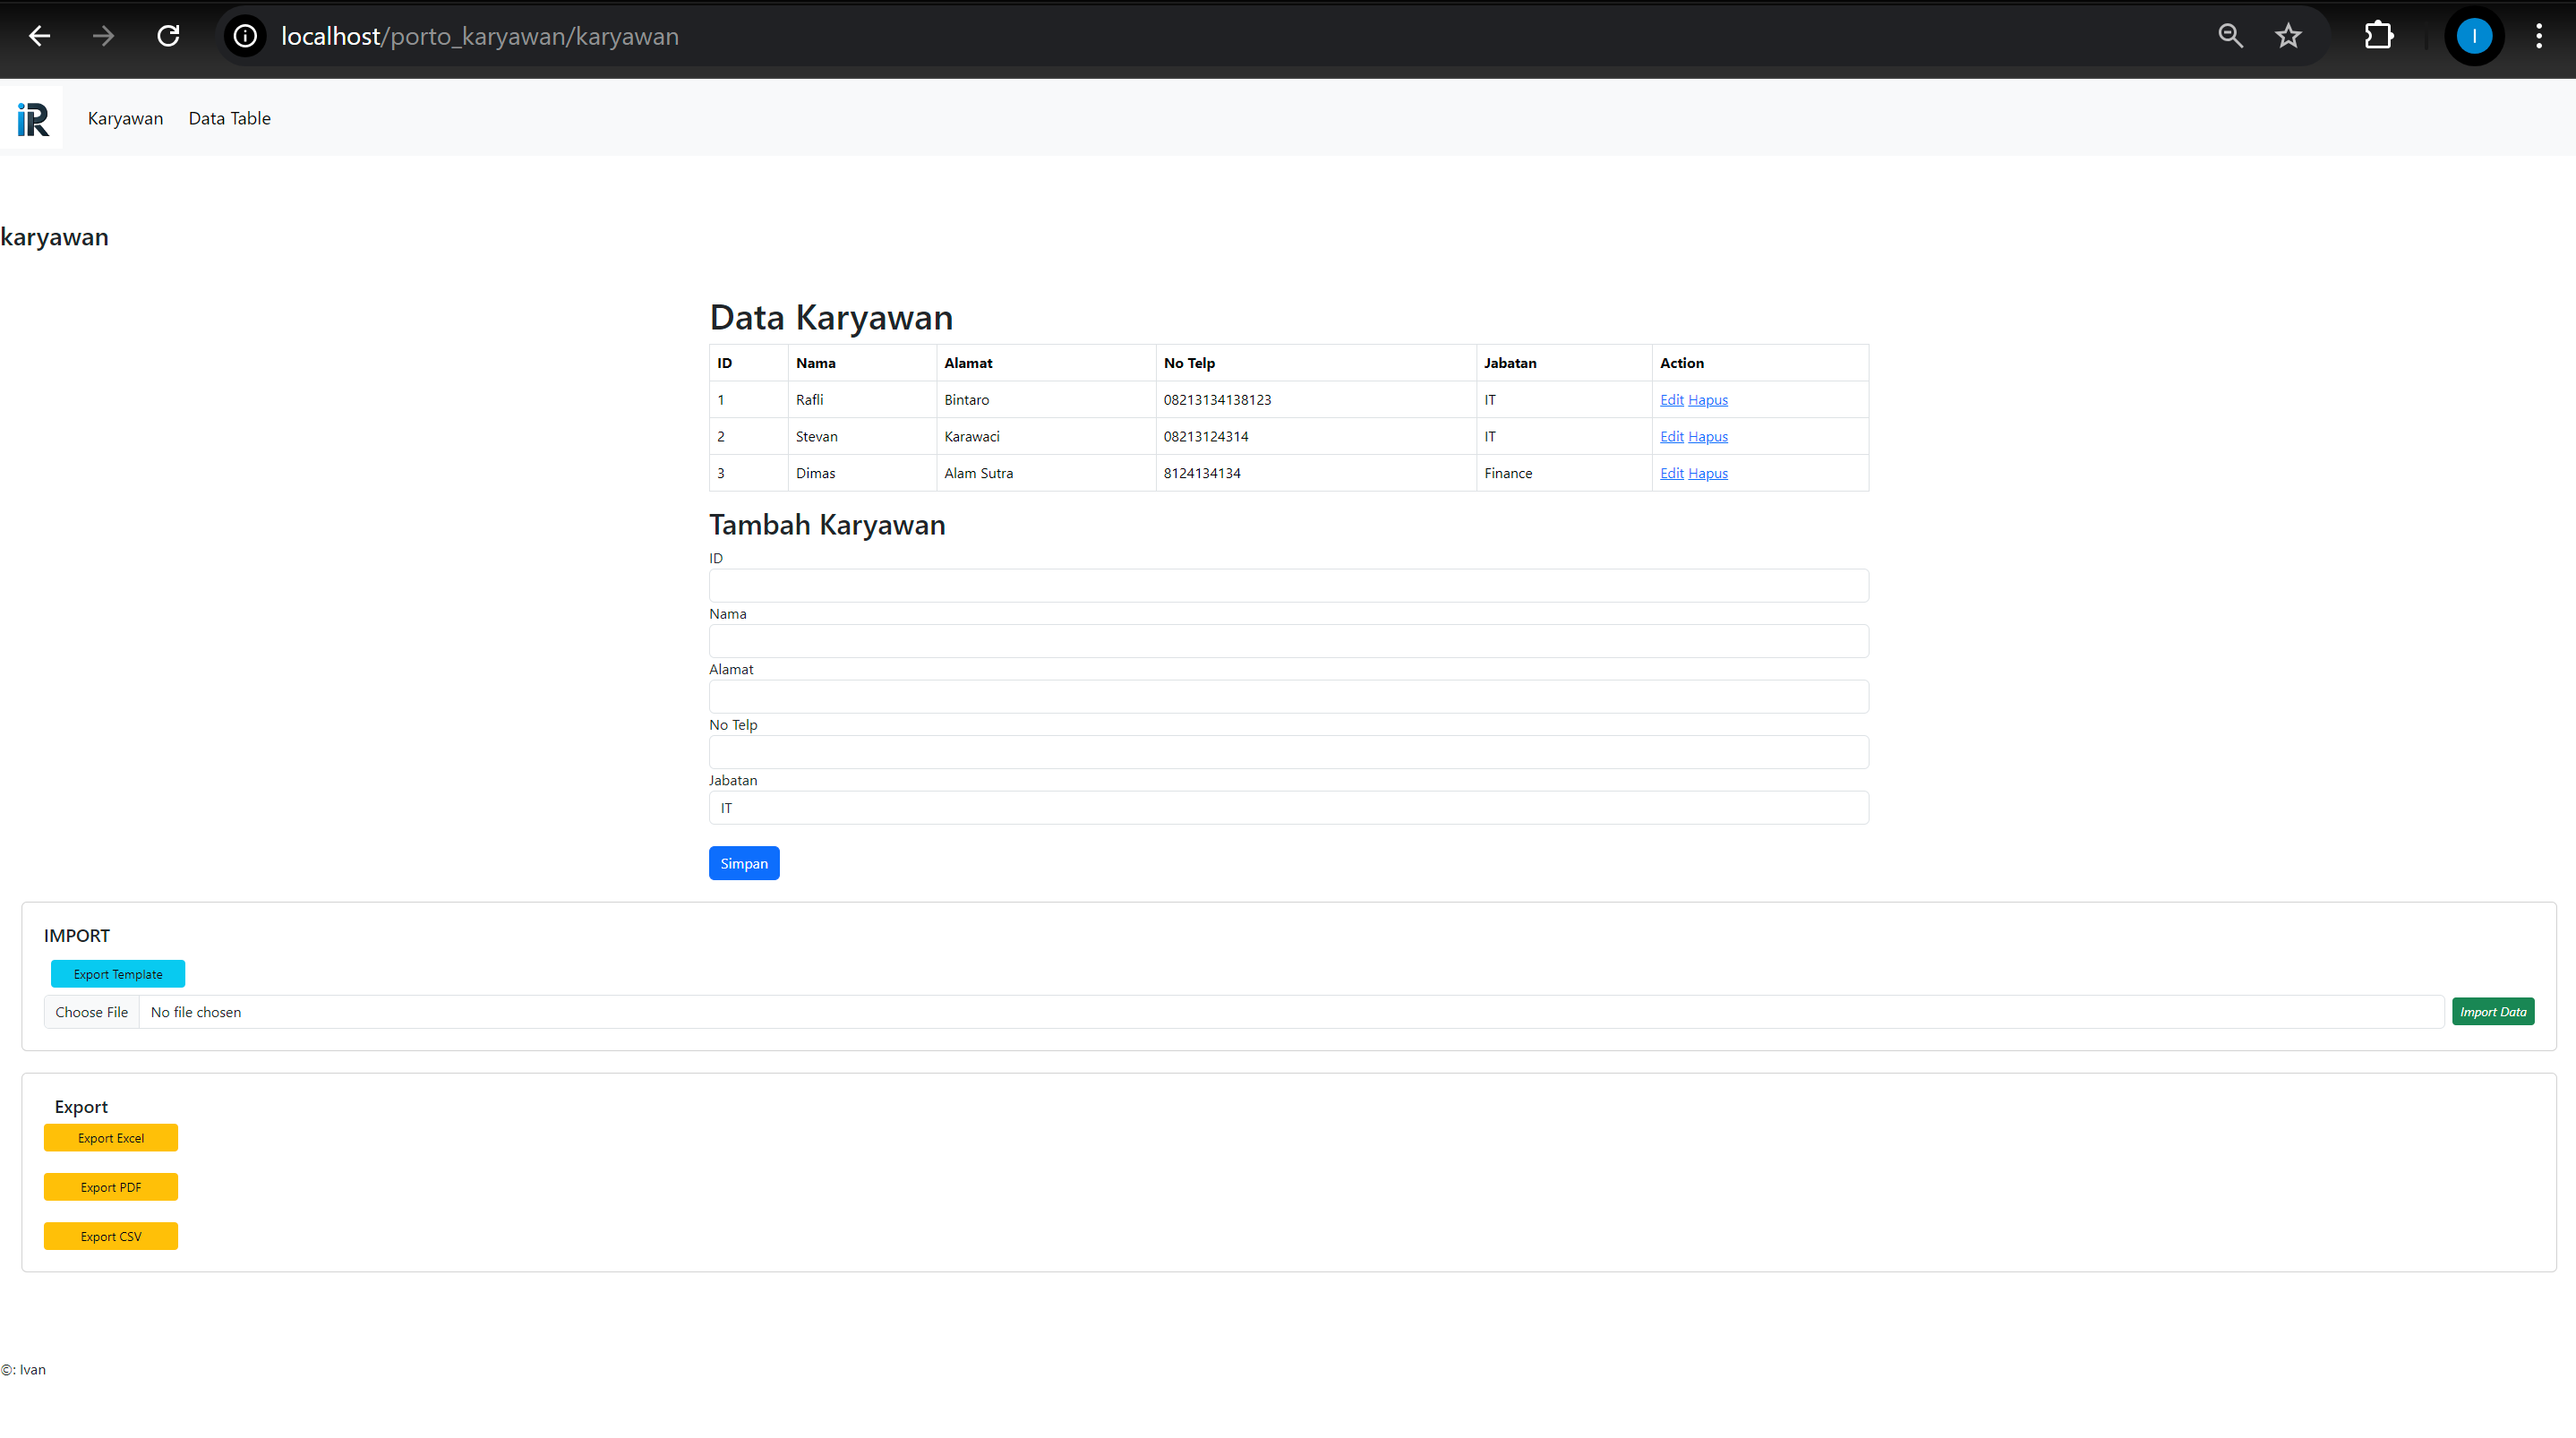 localhost/porto_karyawan/karyawan
I
iR Karyawan Data Table
karyawan
Data Karyawan
ID Nama Alamat No Telp Jabatan Action
1 Rafli Bintaro 08213134138123 IT Edit Hapus
2 Stevan Karawaci 08213124314 IT Edit Hapus
3 Dimas Alam Sutra 8124134134 Finance Edit Hapus
Tambah Karyawan
ID
Nama
Alamat
No Telp
Jabatan
IT
Simpan
IMPORT
Export Template
Choose File No file chosen Import Data
Export
Export Excel
Export PDF
Export CSV
©: Ivan